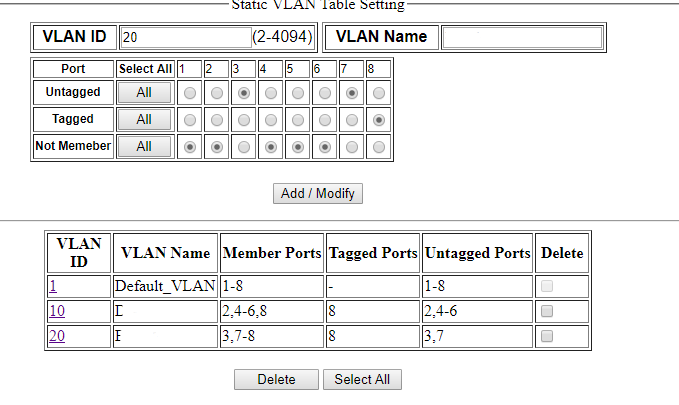 Static VLAN Table Setting
VLAN ID 20 (2-4094) VLAN Name
Port Select All 1 2 3 4 5 6 7 8
Untagged All
Tagged All
Not Memeber All
Add / Modify
VLAN ID VLAN Name Member Ports Tagged Ports Untagged Ports Delete
1 Default_VLAN 1-8 - 1-8
10 2,4-6,8 8 2,4-6
20 3,7-8 8 3,7
Delete Select All